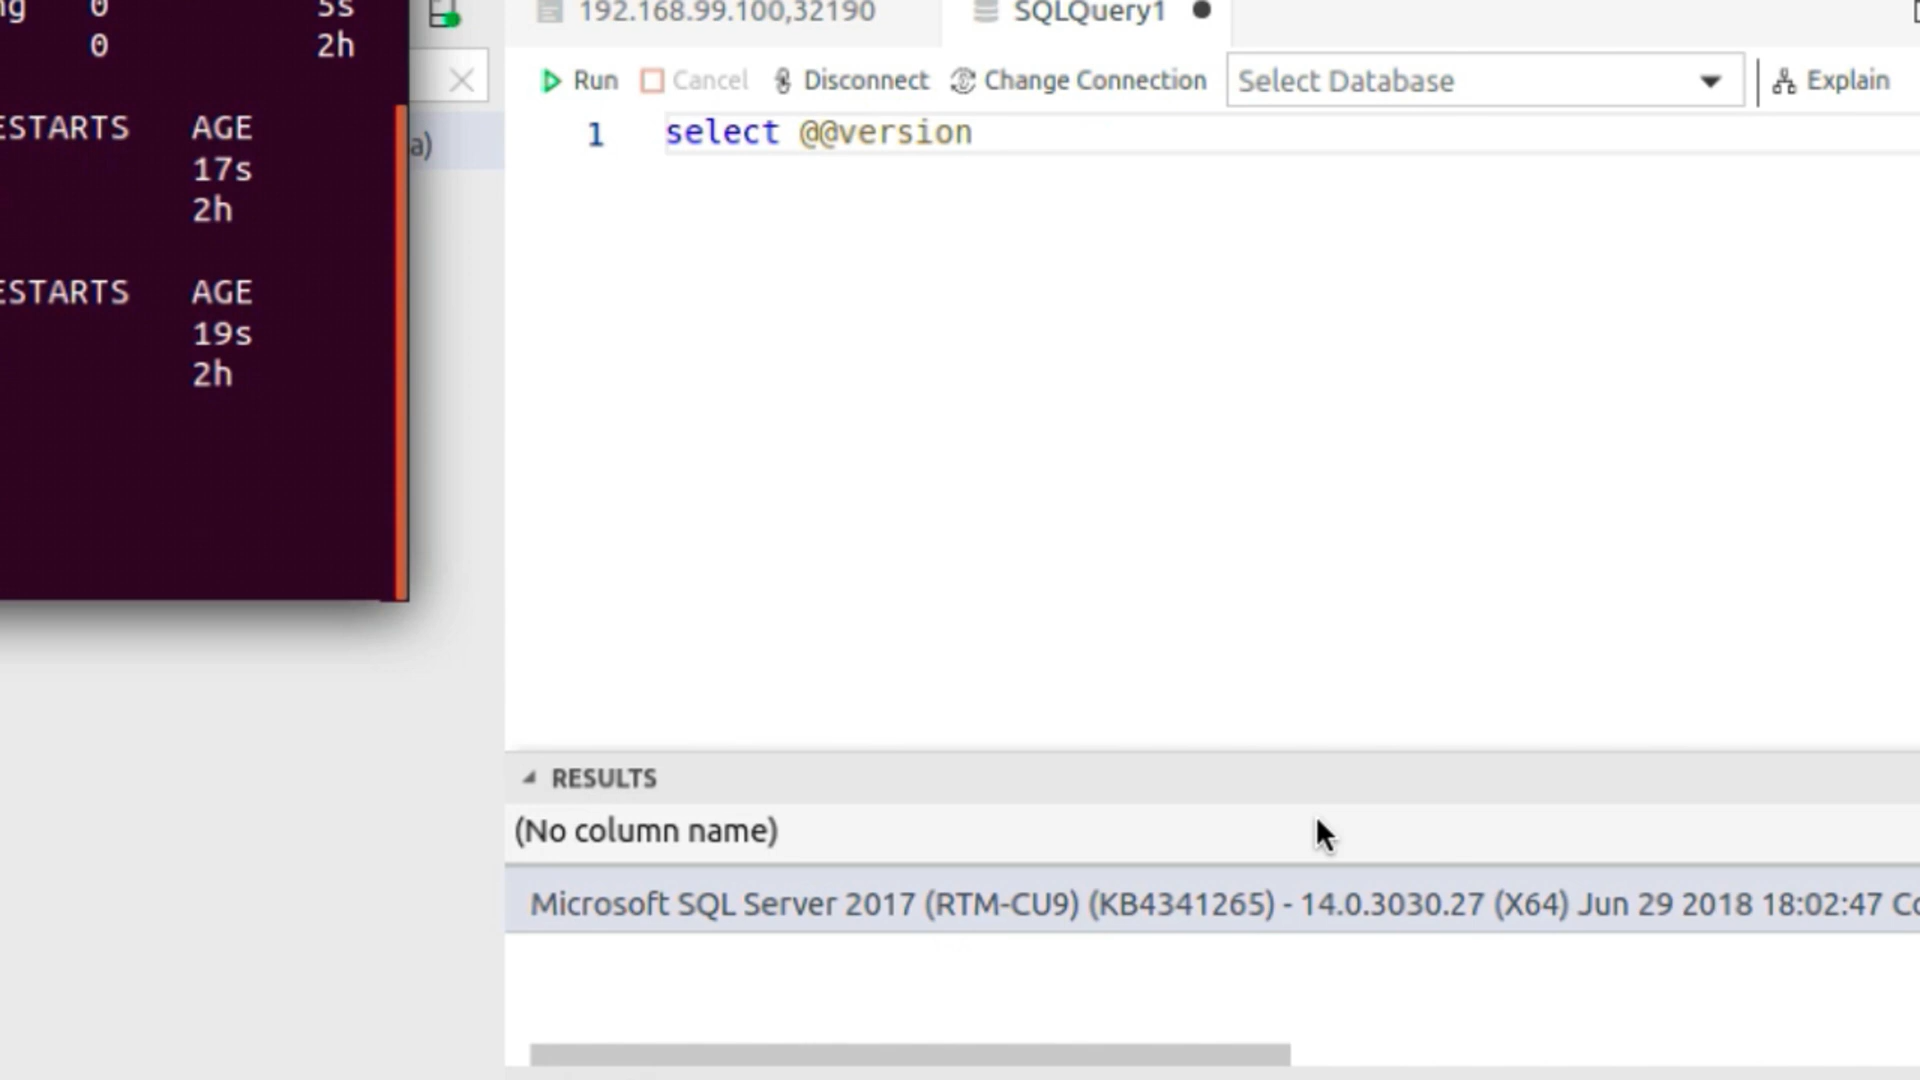 ng 0 5s
0 2h
ESTARTS AGE
17s
2h
ESTARTS AGE
19s
2h
a)
192.168.99.100,32190 SQLQuery1
Run Cancel Disconnect Change Connection Select Database Explain
1 select @@version
RESULTS
(No column name)
Microsoft SQL Server 2017 (RTM-CU9) (KB4341265) - 14.0.3030.27 (X64) Jun 29 2018 18:02:47 Co